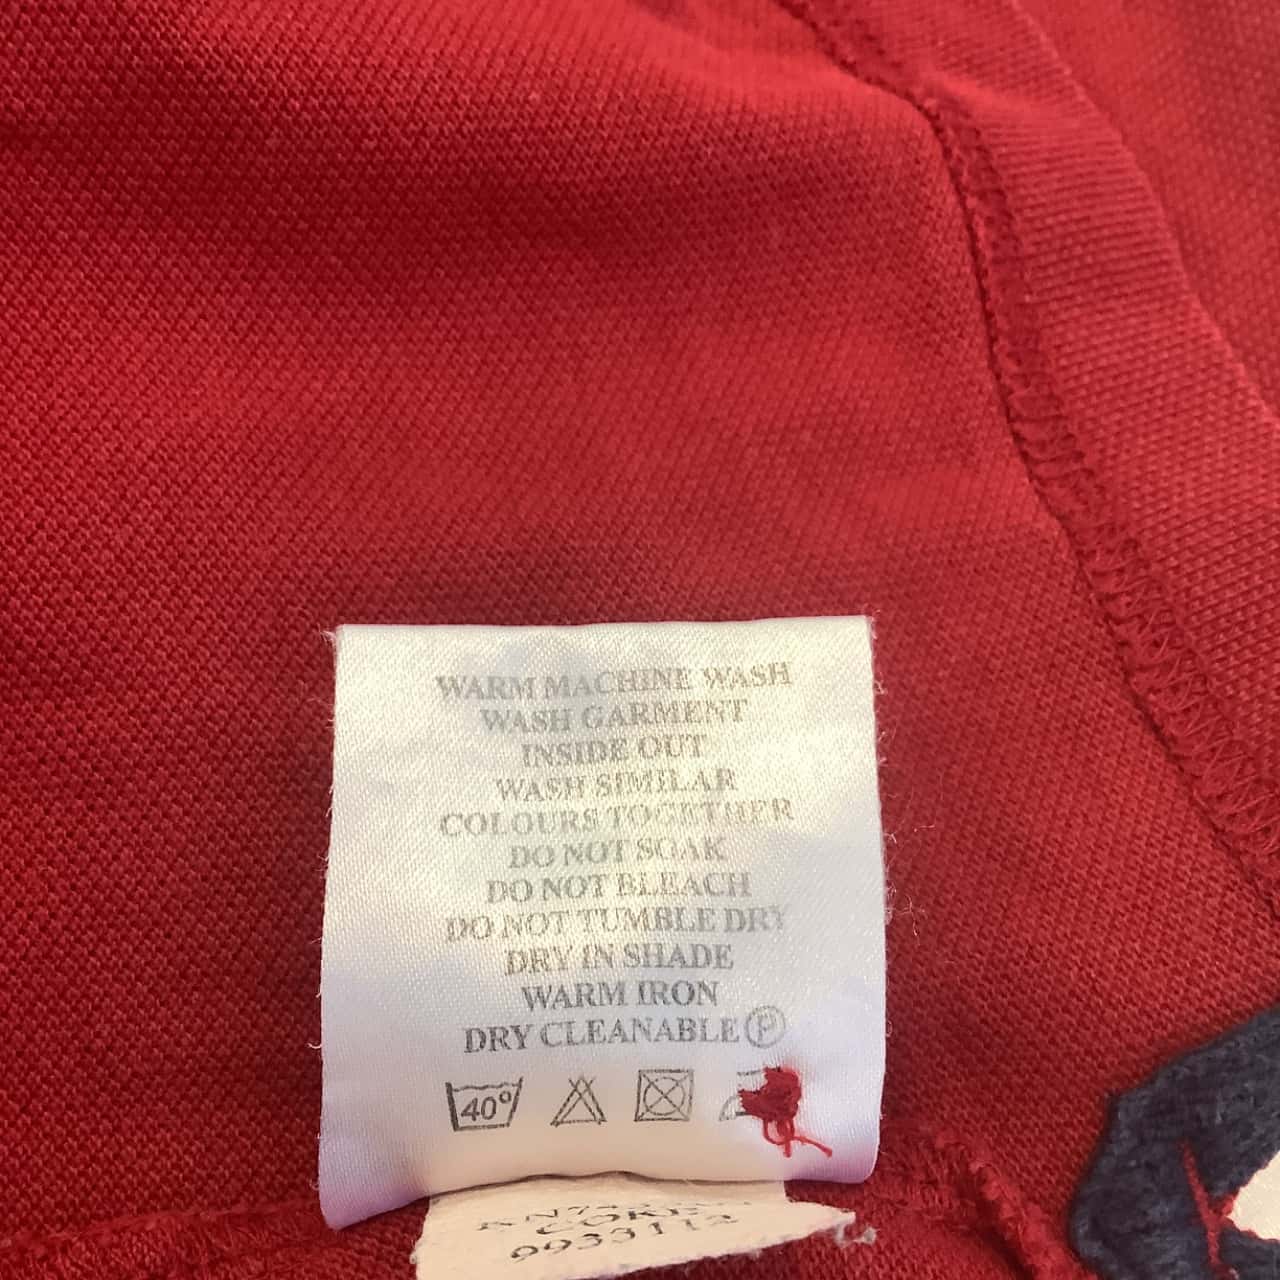 WARM MACHINE WASH
WASH GARMENT
INSIDE OUT
WASH SIMILAR
COLOURS TOGETHER
DO NOT SOAK
DO NOT BLEACH
DO NOT TUMBLE DRY
DRY IN SHADE
WARM IRON
DRY CLEANABLE Ⓟ
40°
9933112